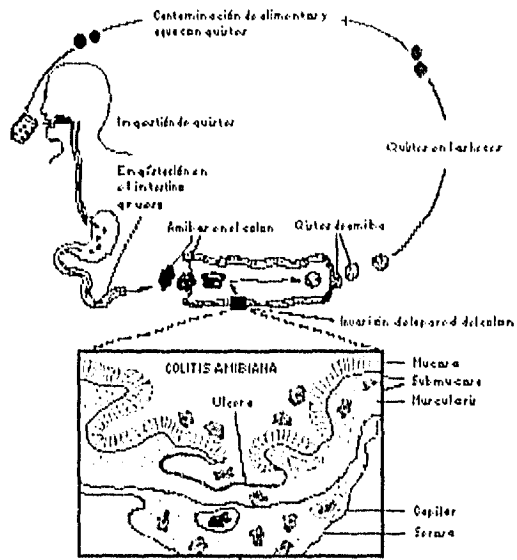 Contaminación de alimentos y
agua con quistes
Ingestión de quistes
Quistes en las heces
en
el intestino
grueso
Amibas en el colon
Quistes de amiba
Invasión de la pared del colon
COLITIS AMIBIANA
Ulcera
Mucosa
Submucosa
Muscularis
Capilar
Serosa